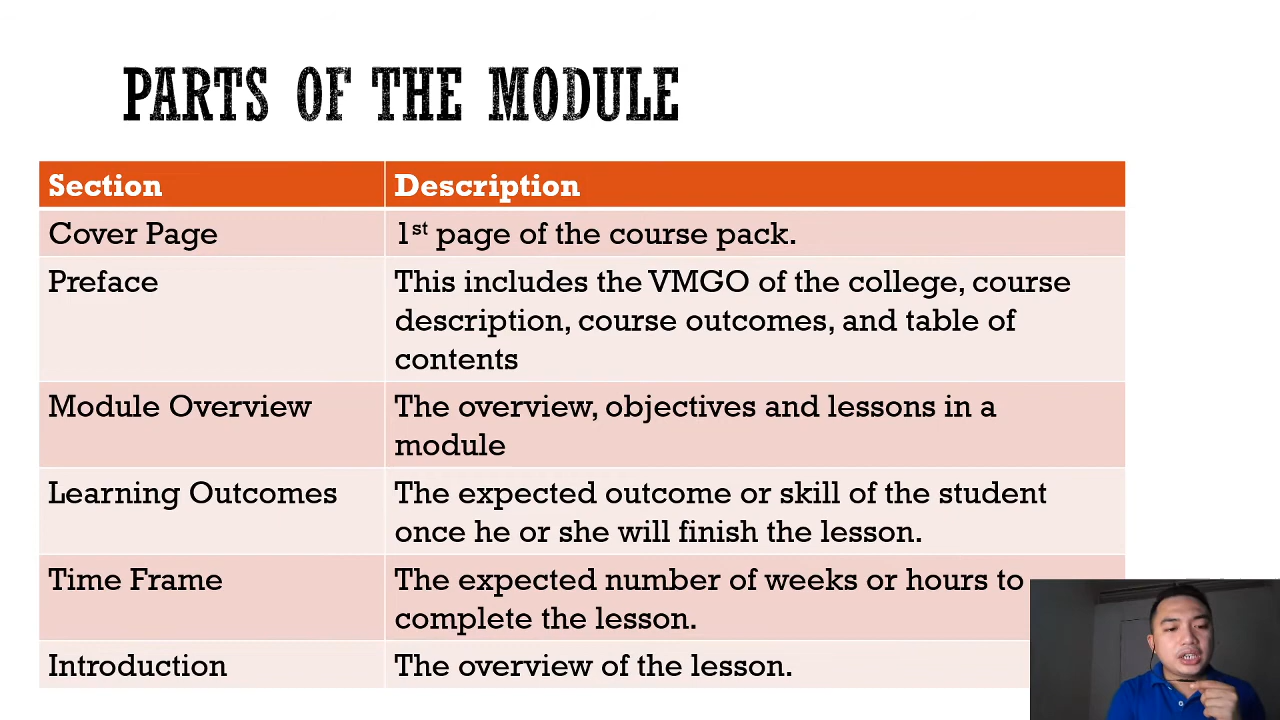 PARTS OF THE MODULE
Section Description
Cover Page 1st page of the course pack.
Preface This includes the VMGO of the college, course
description, course outcomes, and table of
contents
Module Overview The overview, objectives and lessons in a
module
Learning Outcomes The expected outcome or skill of the student
once he or she will finish the lesson.
Time Frame The expected number of weeks or hours to
complete the lesson.
Introduction The overview of the lesson.